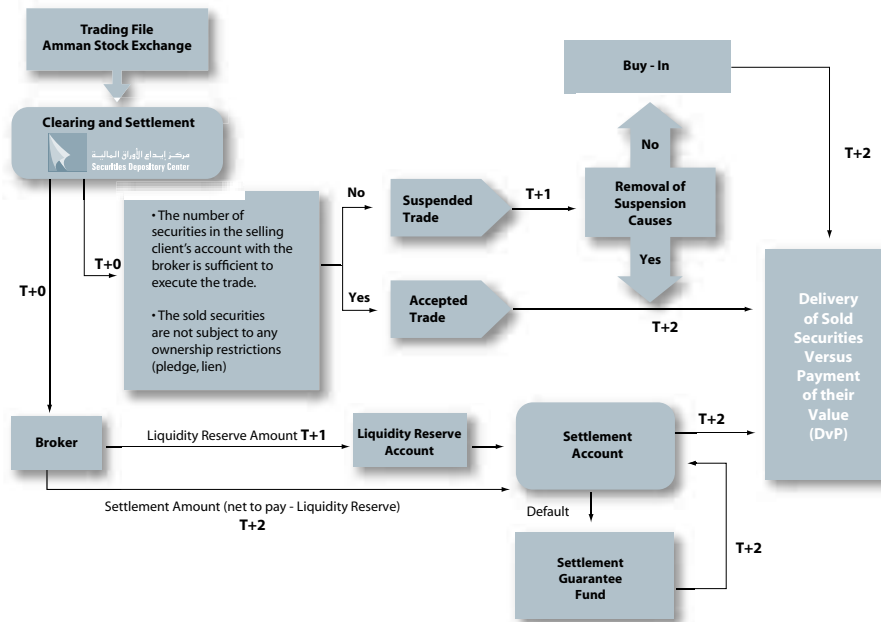 Trading File
Amman Stock Exchange
Clearing and Settlement
مركز إيداع الأوراق المالية
Securities Depository Center
T+0
T+0
• The number of
securities in the selling
client's account with the
broker is sufficient to
execute the trade.
• The sold securities
are not subject to any
ownership restrictions
(pledge, lien)
No
Yes
Suspended
Trade
T+1
Accepted
Trade
T+2
Buy - In
No
Removal of
Suspension
Causes
Yes
T+2
Delivery
of Sold
Securities
Versus
Payment
of their
Value
(DvP)
Broker
Liquidity Reserve Amount T+1
Liquidity Reserve
Account
Settlement
Account
T+2
Settlement Amount (net to pay - Liquidity Reserve)
T+2
Default
Settlement
Guarantee
Fund
T+2